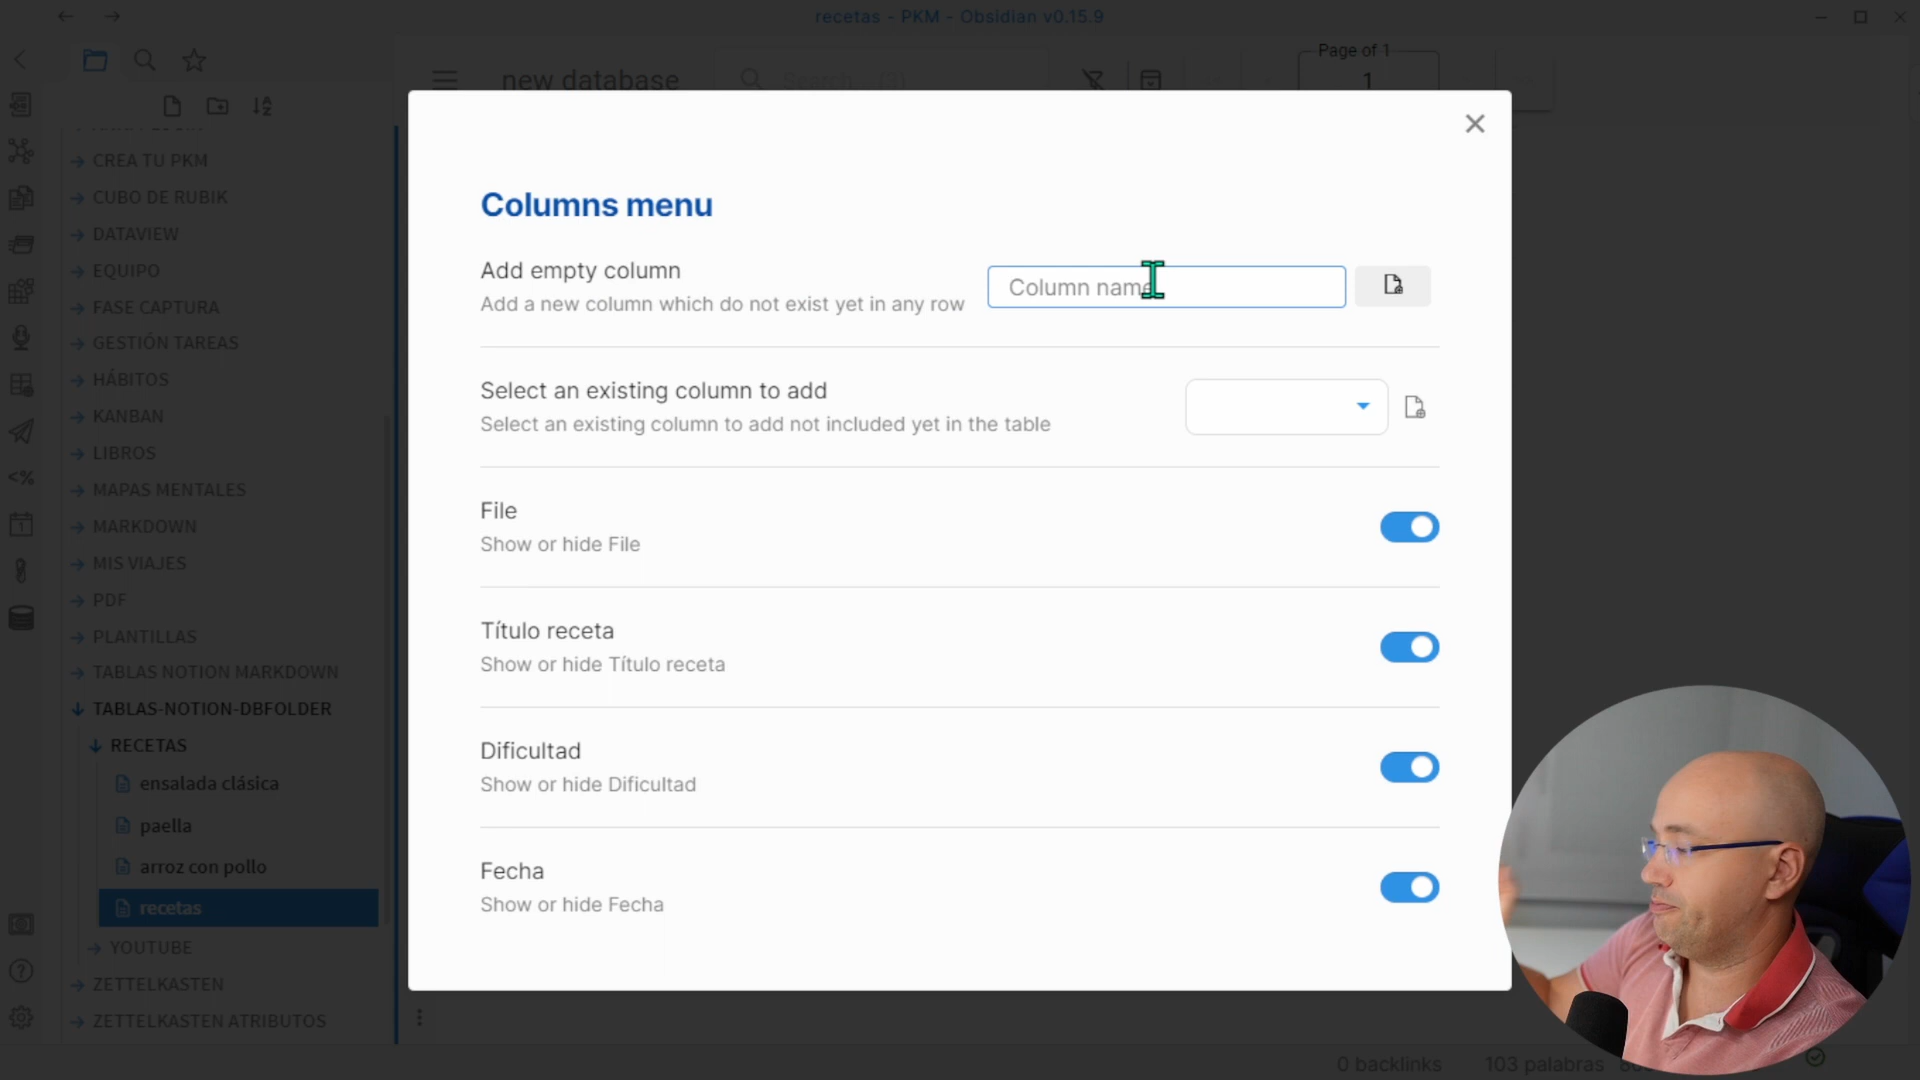 recetas - PKM - Obsidian v0.15.9
new database
Search... (3)
Page of 1
1
CREA TU PKM
CUBO DE RUBIK
DATAVIEW
EQUIPO
FASE CAPTURA
GESTIÓN TAREAS
HÁBITOS
KANBAN
LIBROS
MAPAS MENTALES
MARKDOWN
MIS VIAJES
PDF
PLANTILLAS
TABLAS NOTION MARKDOWN
TABLAS-NOTION-DBFOLDER
RECETAS
ensalada clásica
paella
arroz con pollo
recetas
YOUTUBE
ZETTELKASTEN
ZETTELKASTEN ATRIBUTOS
Columns menu
Add empty column
Add a new column which do not exist yet in any row
Column name
Select an existing column to add
Select an existing column to add not included yet in the table
File
Show or hide File
Título receta
Show or hide Título receta
Dificultad
Show or hide Dificultad
Fecha
Show or hide Fecha
0 backlinks
103 palabras